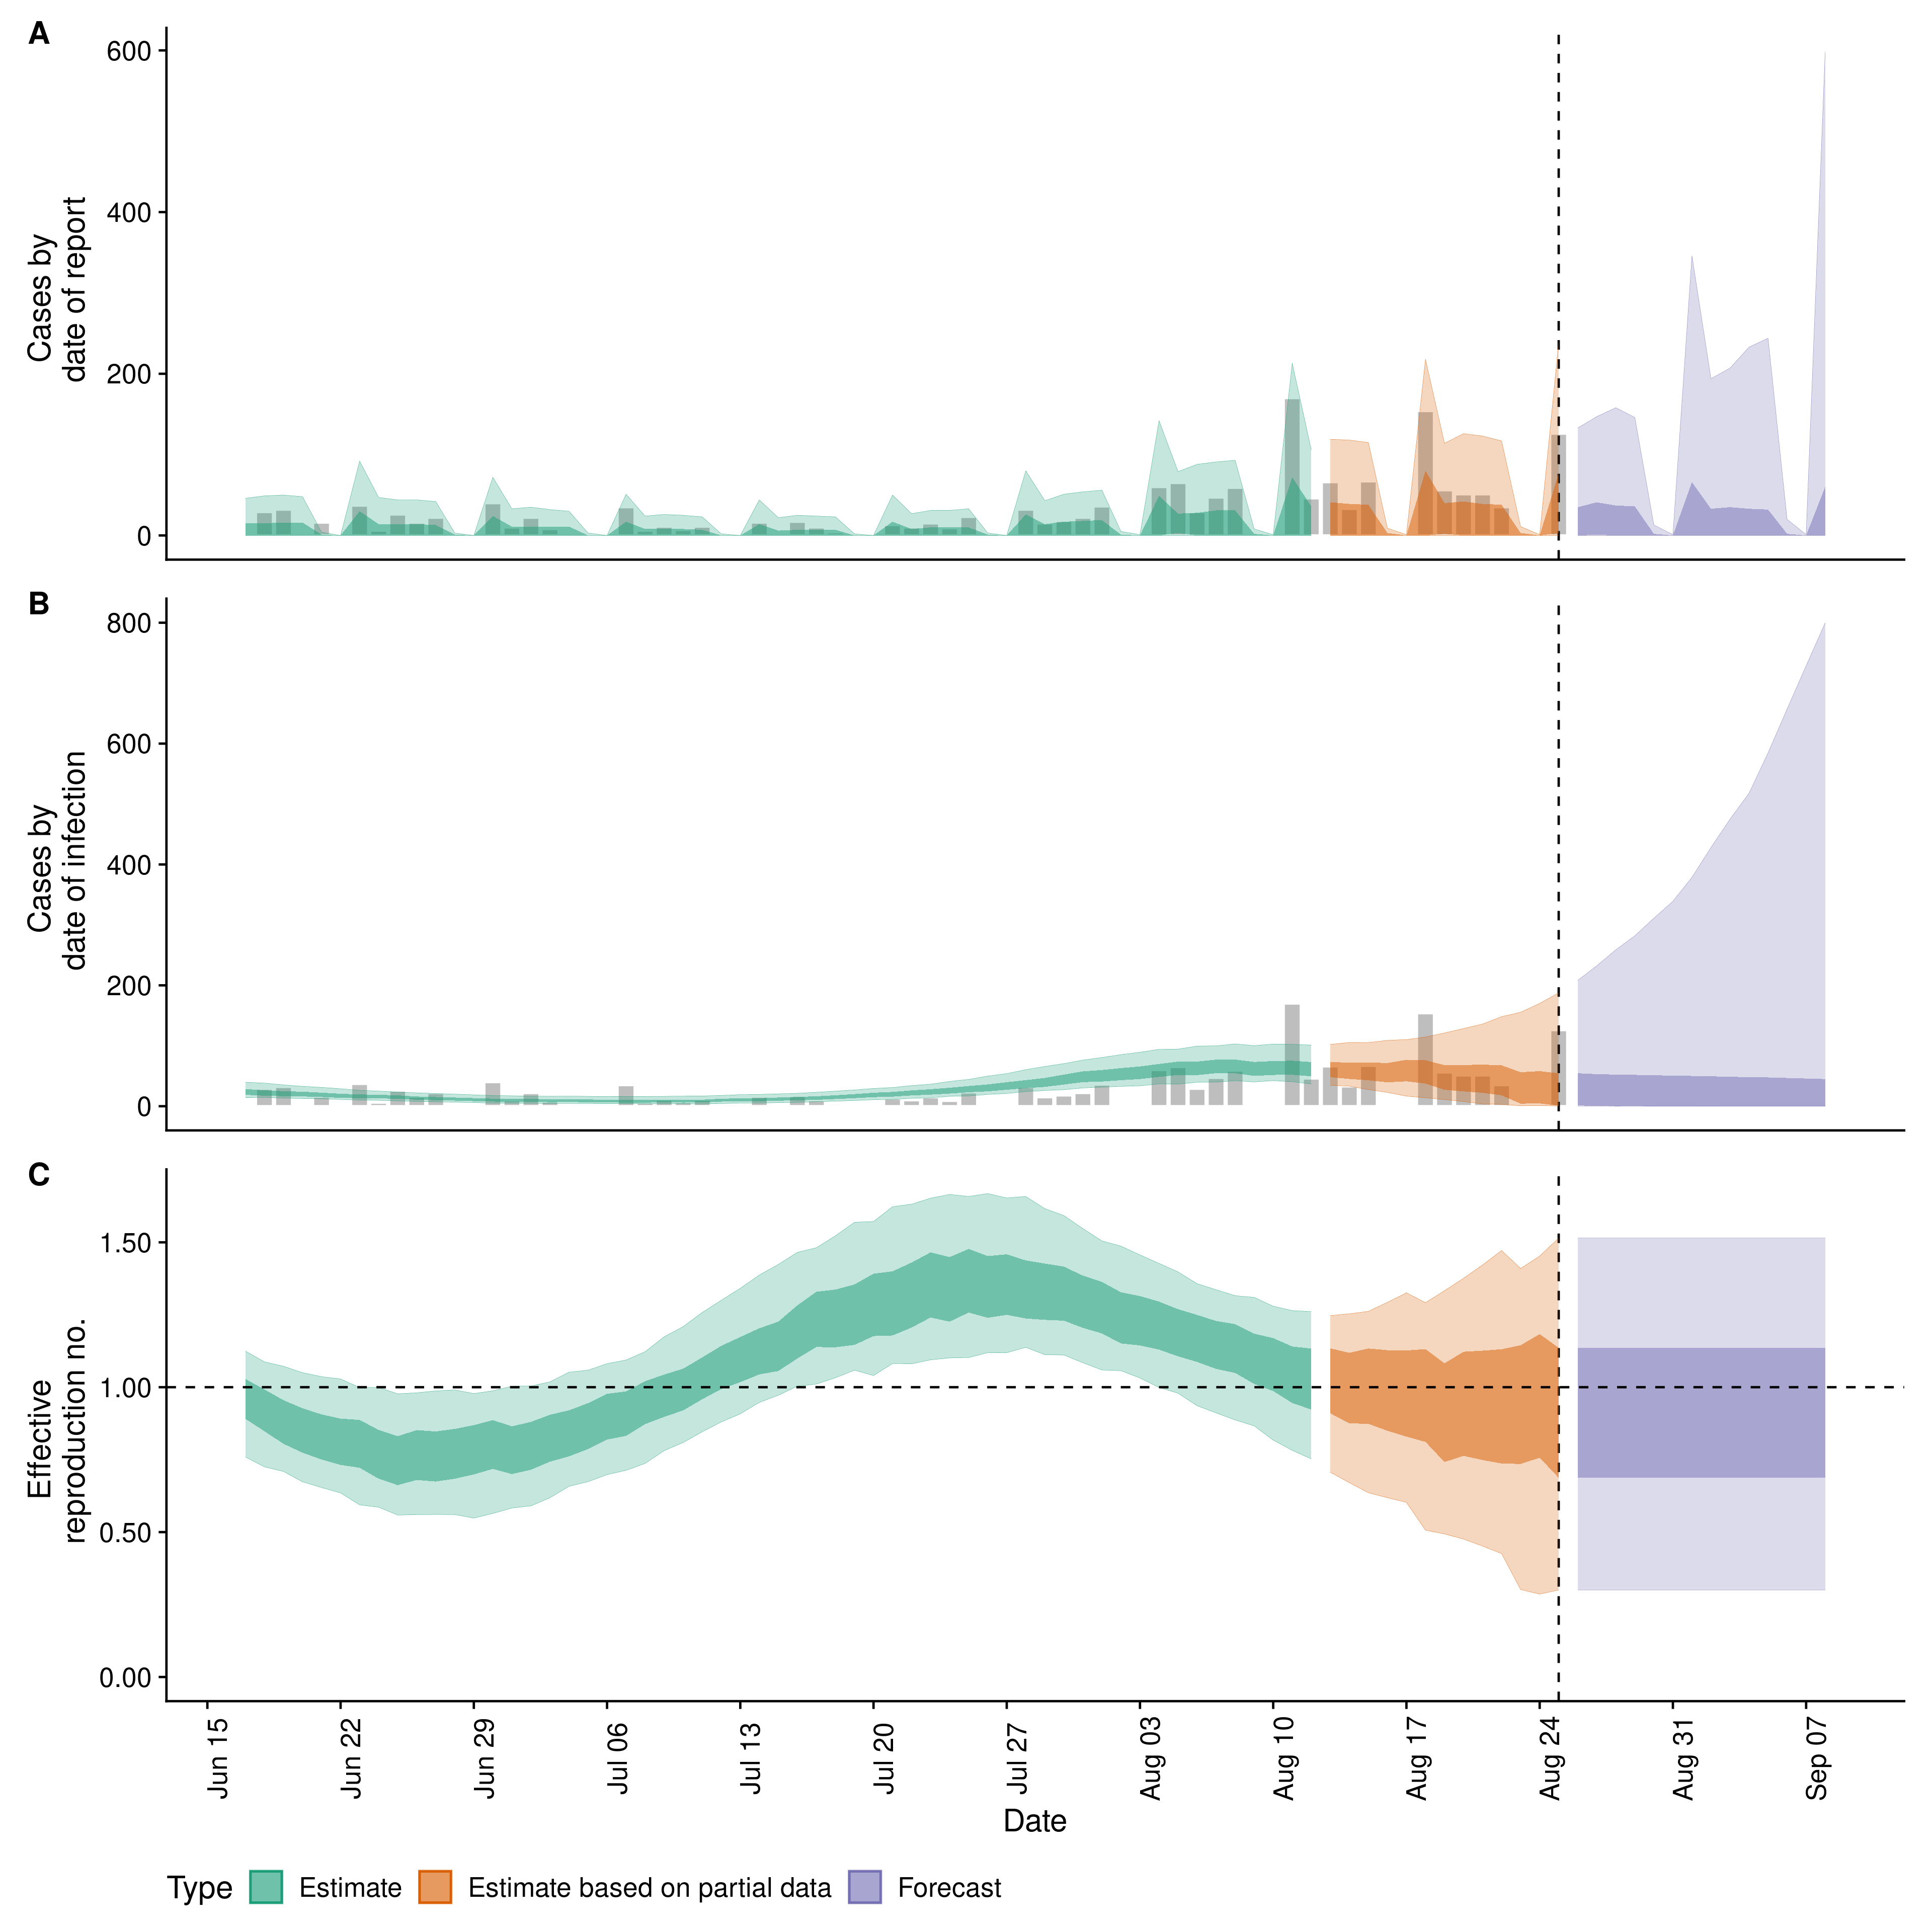 A
Cases by
date of report
600
400
200
0
B
Cases by
date of infection
800
600
400
200
0
C
Effective
reproduction no.
1.50
1.00
0.50
0.00
Jun 15
Jun 22
Jun 29
Jul 06
Jul 13
Jul 20
Jul 27
Aug 03
Aug 10
Aug 17
Aug 24
Aug 31
Sep 07
Date
Type Estimate Estimate based on partial data Forecast